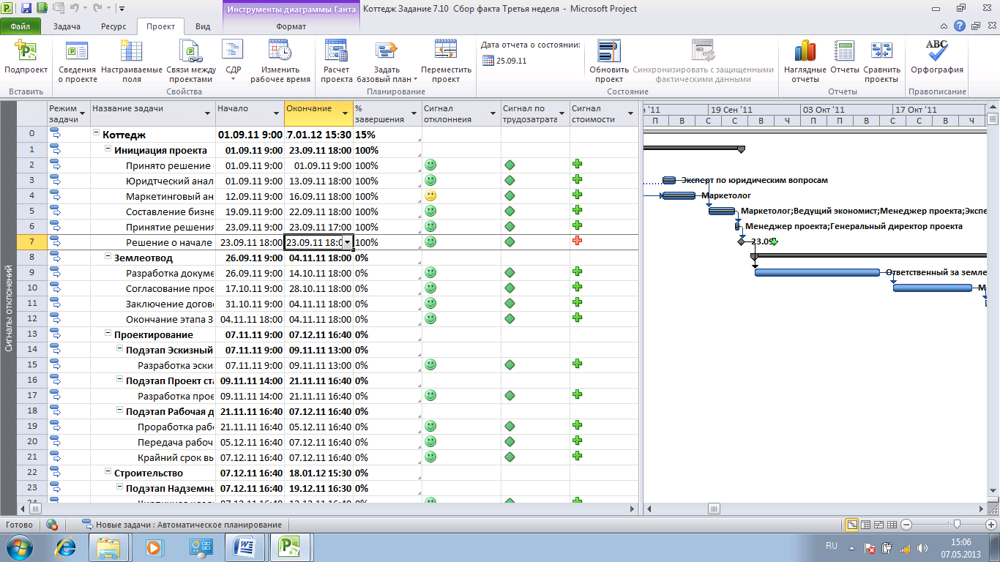 Инструменты диаграммы Ганта
Коттедж Задание 7.10 Сбор факта Третья неделя - Microsoft Project
Файл Задача Ресурс Проект Вид Формат
Подпроект
Сведения о проекте
Настраиваемые поля
Связи между проектами
СДР
Изменить рабочее время
Расчет проекта
Задать базовый план
Переместить проект
Дата отчета о состоянии:
25.09.11
Обновить проект
Синхронизировать с защищенными фактическими данными
Наглядные отчеты
Отчеты
Сравнить проекты
ABC
Орфография
Вставить Свойства Планирование Состояние Отчеты Правописание
Режим задачи Название задачи Начало Окончание % завершения Сигнал отклоннеия Сигнал по трудозатрата Сигнал стоимости
'11 19 Сен '11 03 Окт '11 17 Окт '11
П В С С В Ч П В С С В Ч
0 Коттедж 01.09.11 9:00 7.01.12 15:30 15%
1 Инициация проекта 01.09.11 9:00 23.09.11 18:00 100%
2 Принято решение 01.09.11 9:00 01.09.11 9:00 100%
3 Юридтческий анал 01.09.11 9:00 13.09.11 18:00 100% Эксперт по юридическим вопросам
4 Маркетинговый ан 12.09.11 9:00 16.09.11 18:00 100% Маркетолог
5 Составление бизне 19.09.11 9:00 22.09.11 18:00 100% Маркетолог;Ведущий экономист;Менеджер проекта;Экспе
6 Принятие решения 23.09.11 9:00 23.09.11 17:00 100% Менеджер проекта;Генеральный директор проекта
7 Решение о начале 23.09.11 18:00 23.09.11 18:0 100% 23.09
8 Землеотвод 26.09.11 9:00 04.11.11 18:00 0%
9 Разработка докуме 26.09.11 9:00 14.10.11 18:00 0% Ответственный за земле
10 Согласование прое 17.10.11 9:00 28.10.11 18:00 0% М
11 Заключение догов 31.10.11 9:00 04.11.11 18:00 0%
12 Окончание этапа З 04.11.11 18:00 04.11.11 18:00 0%
13 Проектирование 07.11.11 9:00 07.12.11 16:40 0%
14 Подэтап Эскизный 07.11.11 9:00 09.11.11 13:00 0%
15 Разработка эски 07.11.11 9:00 09.11.11 13:00 0%
16 Подэтап Проект ста 09.11.11 14:00 21.11.11 16:40 0%
17 Разработка прое 09.11.11 14:00 21.11.11 16:40 0%
18 Подэтап Рабочая д 21.11.11 16:40 07.12.11 16:40 0%
19 Проработка рабо 21.11.11 16:40 05.12.11 16:40 0%
20 Передача рабоч 05.12.11 16:40 07.12.11 16:40 0%
21 Крайний срок вы 07.12.11 16:40 07.12.11 16:40 0%
22 Строительство 07.12.11 16:40 18.01.12 15:30 0%
23 Подэтап Надземнь 07.12.11 16:40 19.12.11 16:30 0%
Сигналы отклонений
Готово Новые задачи : Автоматическое планирование
RU 15:06
07.05.2013